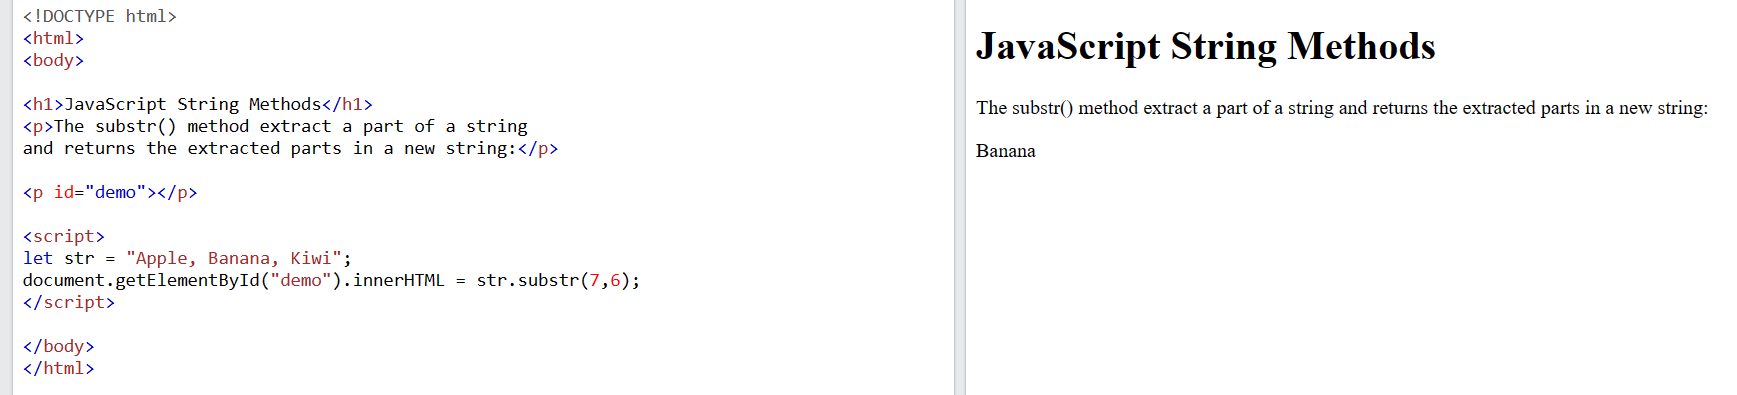 <!DOCTYPE html>
<html>
<body>
<h1>JavaScript String Methods</h1>
<p>The substr() method extract a part of a string
and returns the extracted parts in a new string:</p>
<p id="demo"></p>
<script>
let str = "Apple, Banana, Kiwi";
document.getElementById("demo").innerHTML = str.substr(7,6);
</script>
</body>
</html>
JavaScript String Methods
The substr() method extract a part of a string and returns the extracted parts in a new string:
Banana